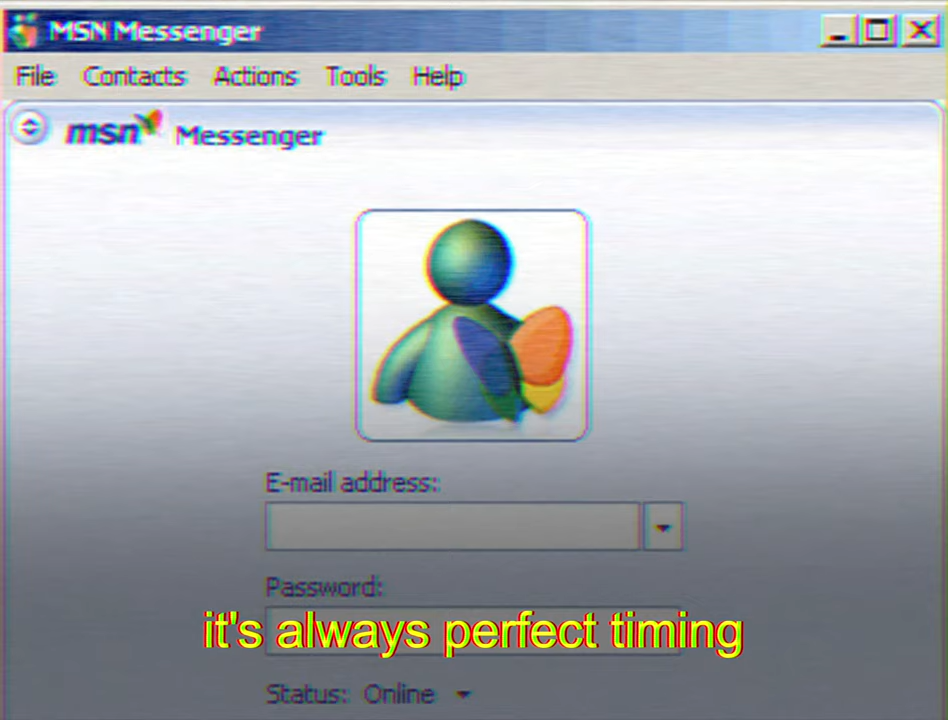 MSN Messenger
File Contacts Actions Tools Help
msn Messenger
E-mail address:
Password:
it's always perfect timing
Status: Online